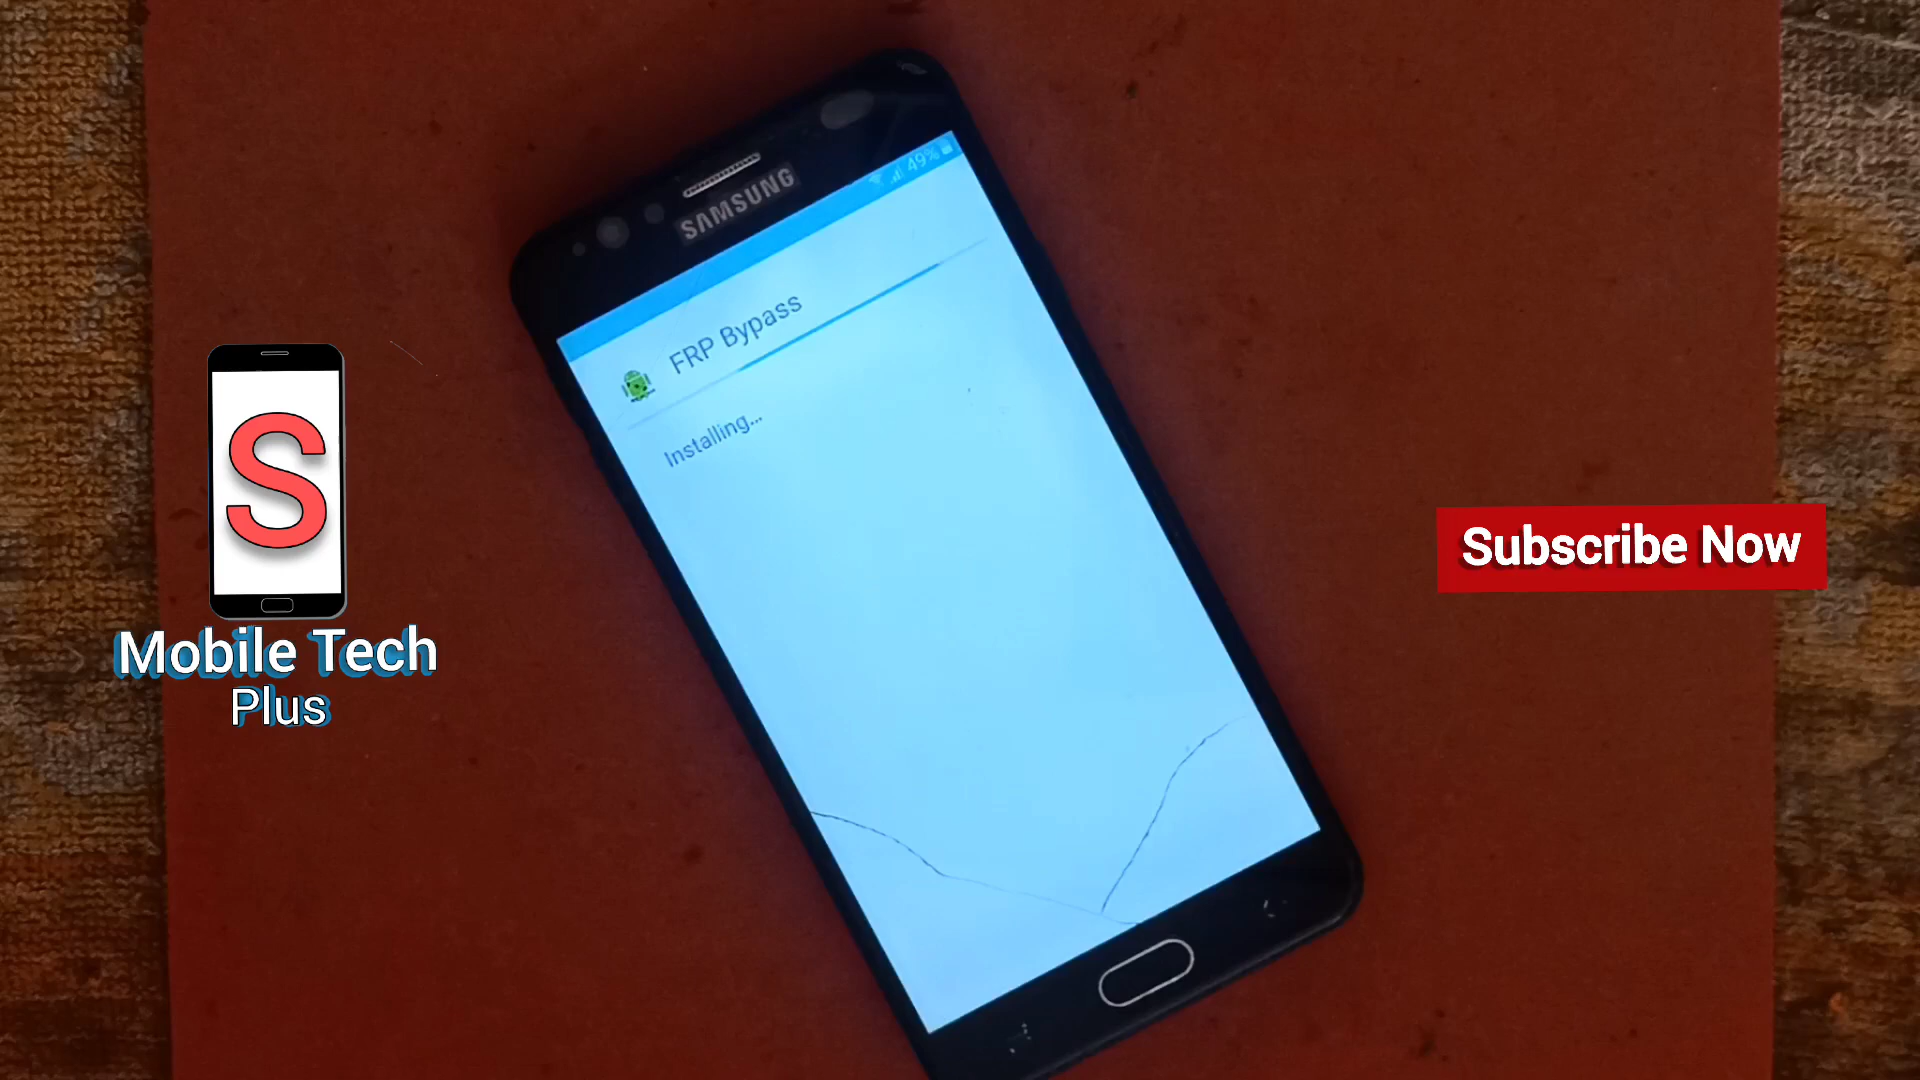 SAMSUNG
49%
FRP Bypass
Installing...
S
Mobile Tech
Plus
Subscribe Now